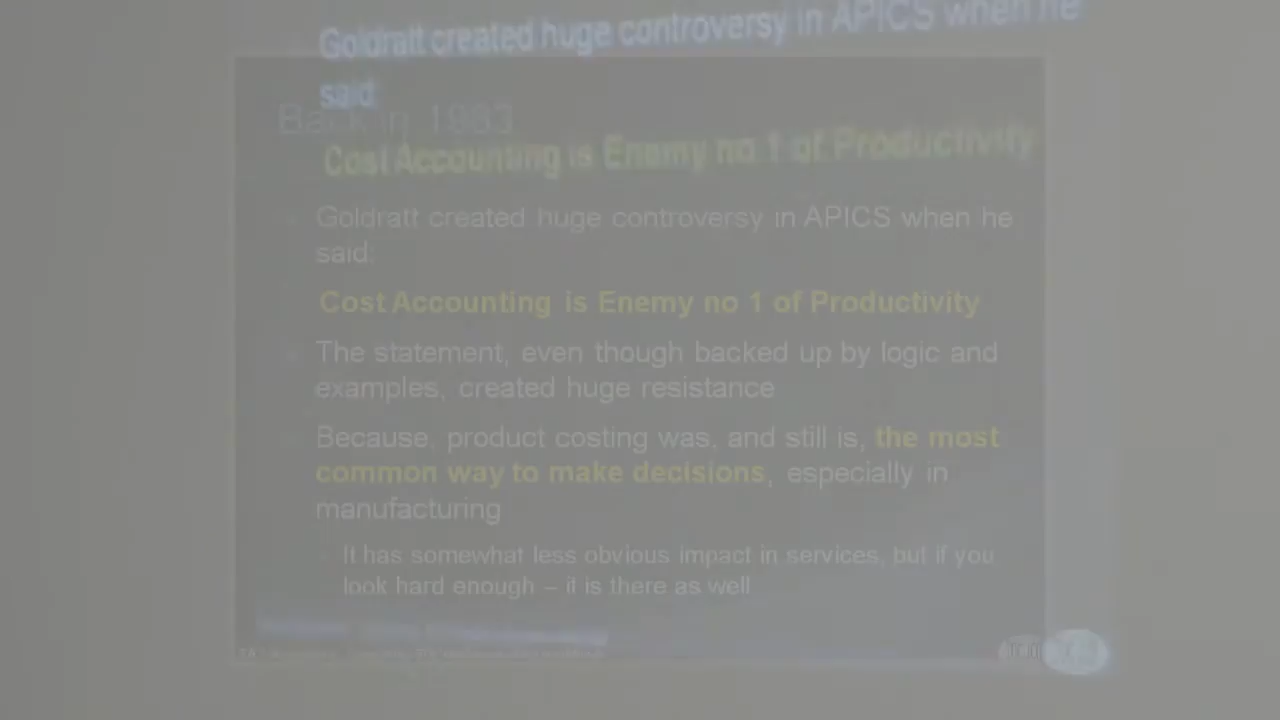 Goldratt created huge controversy in APICS when he
said:
Cost Accounting is Enemy no 1 of Productivity
Back in 1983
Goldratt created huge controversy in APICS when he
said:
Cost Accounting is Enemy no 1 of Productivity
The statement, even though backed up by logic and
examples, created huge resistance
Because, product costing was, and still is, the most
common way to make decisions, especially in
manufacturing
It has somewhat less obvious impact in services, but if you
look hard enough – it is there as well